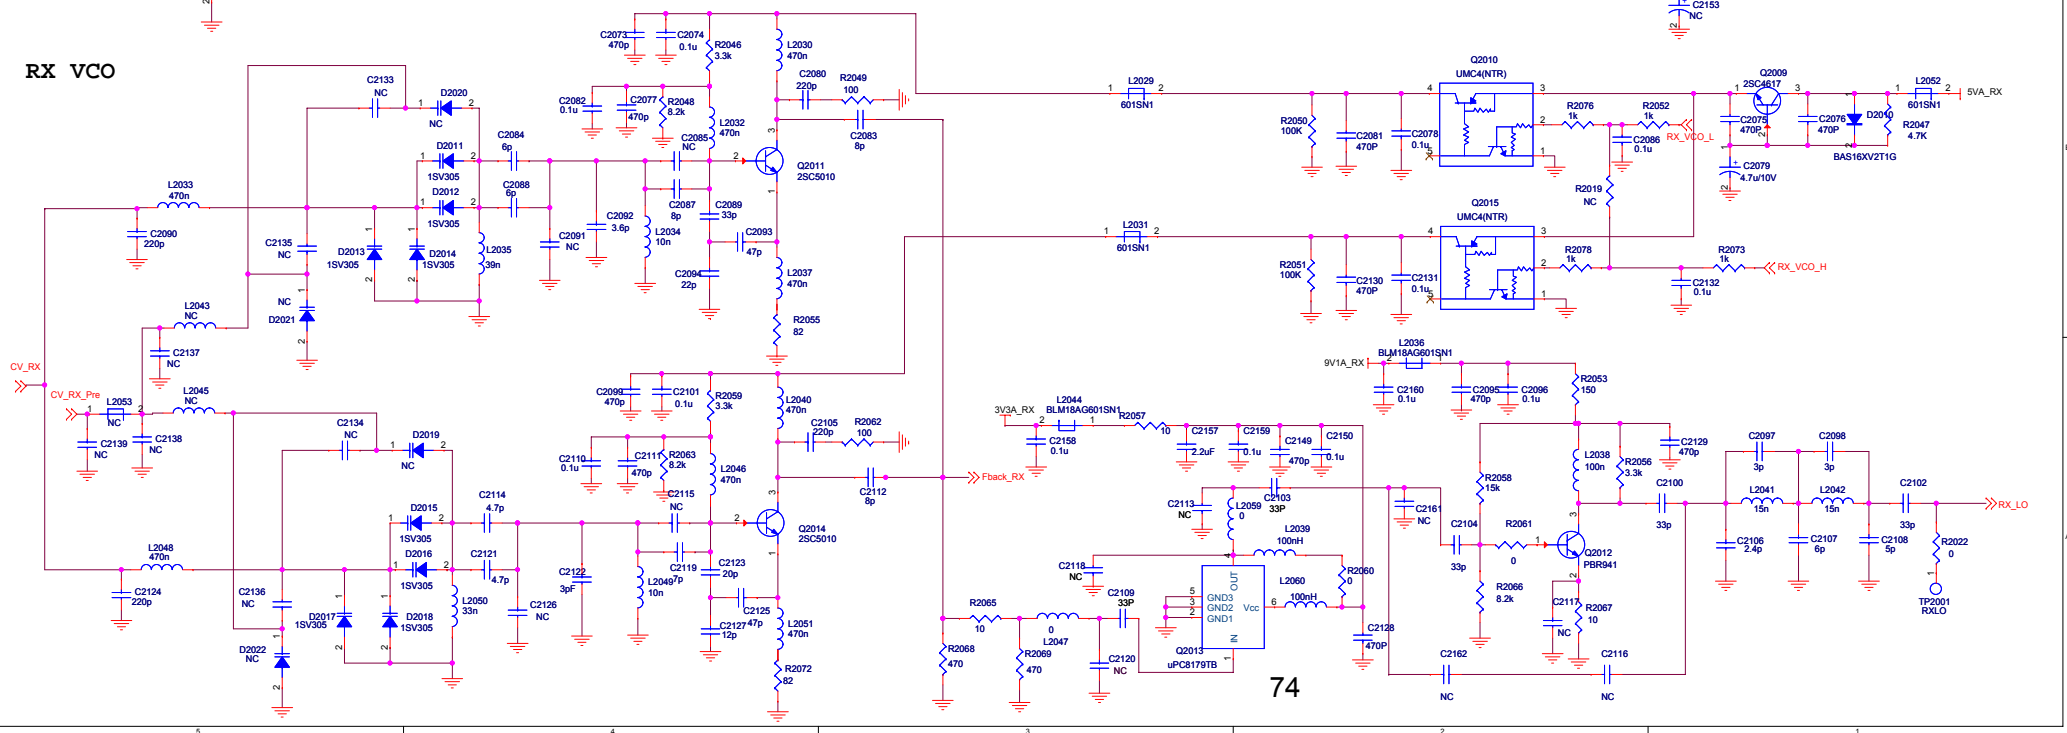 C2153
NC
2
RX VCO
C2133
NC
D2020
NC
C2073
470p
C2074
0.1u
R2046
3.3k
L2030
470n
C2080
220p
R2049
100
C2082
0.1u
C2077
470p
R2048
8.2k
L2032
470n
C2083
8p
C2085
NC
C2084
6p
D2011
1SV305
D2012
1SV305
C2088
6p
Q2011
2SC5010
L2033
470n
C2090
220p
C2135
NC
D2013
1SV305
D2014
1SV305
L2035
39n
C2091
NC
C2092
3.6p
L2034
10n
C2087
8p
C2089
33p
C2093
47p
C2094
22p
L2037
470n
R2055
82
NC
D2021
L2043
NC
C2137
NC
CV_RX
CV_RX_Pre
L2053
NC
L2045
NC
C2139
NC
C2138
NC
C2134
NC
D2019
NC
L2029
601SN1
L2031
601SN1
R2050
100K
C2081
470P
C2078
0.1u
Q2010
UMC4(NTR)
R2076
1k
R2052
1k
RX_VCO_L
C2086
0.1u
R2019
NC
Q2009
2SC4617
C2075
470P
C2076
470P
D2010
R2047
4.7K
BAS16XV2T1G
C2079
4.7u/10V
L2052
601SN1
5VA_RX
Q2015
UMC4(NTR)
R2051
100K
C2130
470P
C2131
0.1u
R2078
1k
R2073
1k
RX_VCO_H
C2132
0.1u
C2099
470p
C2101
0.1u
R2059
3.3k
L2040
470n
C2105
220p
R2062
100
C2110
0.1u
C2111
470p
R2063
8.2k
L2046
470n
C2112
8p
Fback_RX
C2115
NC
C2114
4.7p
D2015
1SV305
D2016
1SV305
C2121
4.7p
Q2014
2SC5010
L2048
470n
C2124
220p
C2136
NC
D2017
1SV305
D2018
1SV305
L2050
33n
C2126
NC
C2122
3pF
L2049
10n
C2119
7p
C2123
20p
C2125
47p
C2127
12p
L2051
470n
R2072
82
D2022
NC
3V3A_RX
L2044
BLM18AG601SN1
C2158
0.1u
R2057
10
C2157
2.2uF
C2159
0.1u
C2149
470p
C2150
0.1u
9V1A_RX
L2036
BLM18AG601SN1
C2160
0.1u
C2095
470p
C2096
0.1u
R2053
150
C2113
NC
L2059
0
C2103
33P
L2039
100nH
C2118
NC
OUT
GND3
GND2
GND1
Vcc
IN
5
3
2
4
6
1
L2060
100nH
R2060
0
C2109
33P
Q2013
uPC8179TB
C2128
470P
R2065
10
L2047
0
R2068
470
R2069
470
C2120
NC
C2161
NC
C2104
33p
R2058
15k
R2061
0
L2038
100n
R2056
3.3k
C2129
470p
C2100
33p
Q2012
PBR941
R2066
8.2k
C2117
NC
R2067
10
C2162
NC
C2116
NC
C2097
3p
C2098
3p
L2041
15n
L2042
15n
C2102
33p
RX_LO
C2106
2.4p
C2107
6p
C2108
5p
R2022
0
TP2001
RXLO
74
5
4
3
2
1